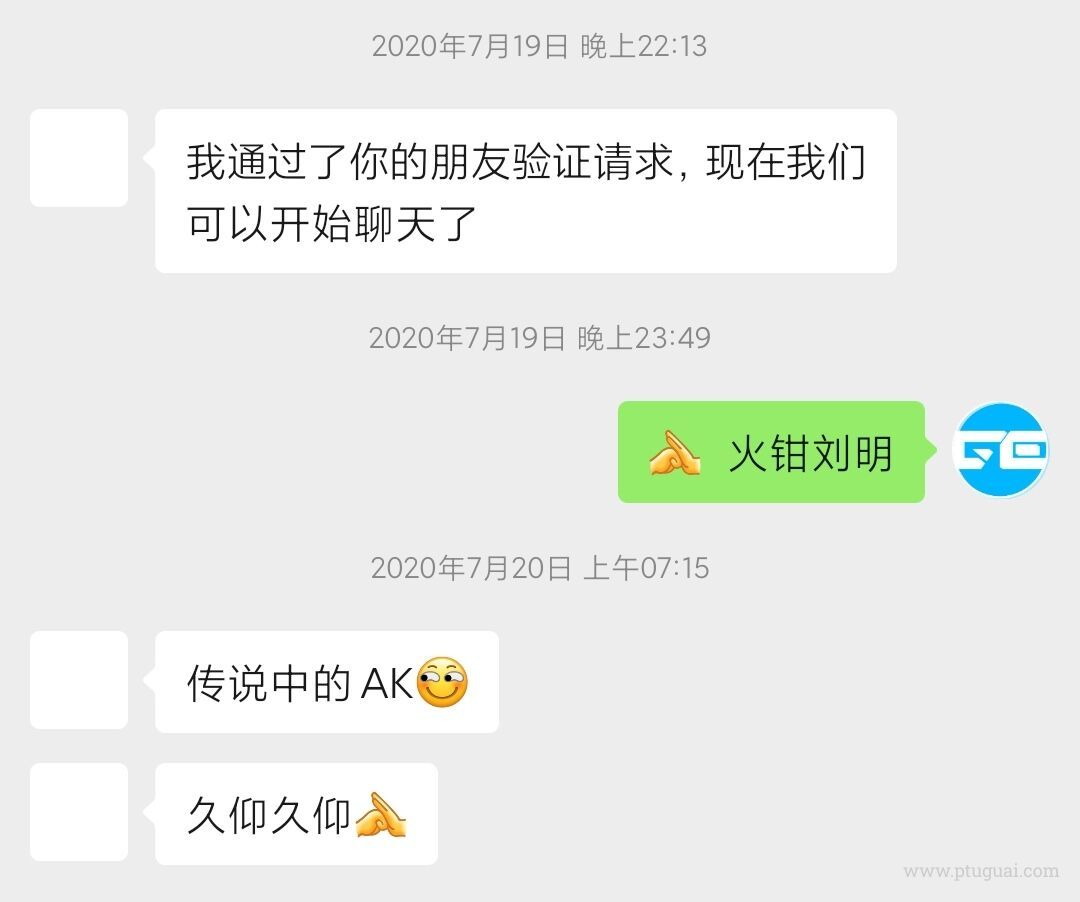 2020年7月19日 晚上22:13
我通过了你的朋友验证请求，现在我们
可以开始聊天了
2020年7月19日 晚上23:49
火钳刘明
2020年7月20日 上午07:15
传说中的 AK
久仰久仰
www.ptuguai.com